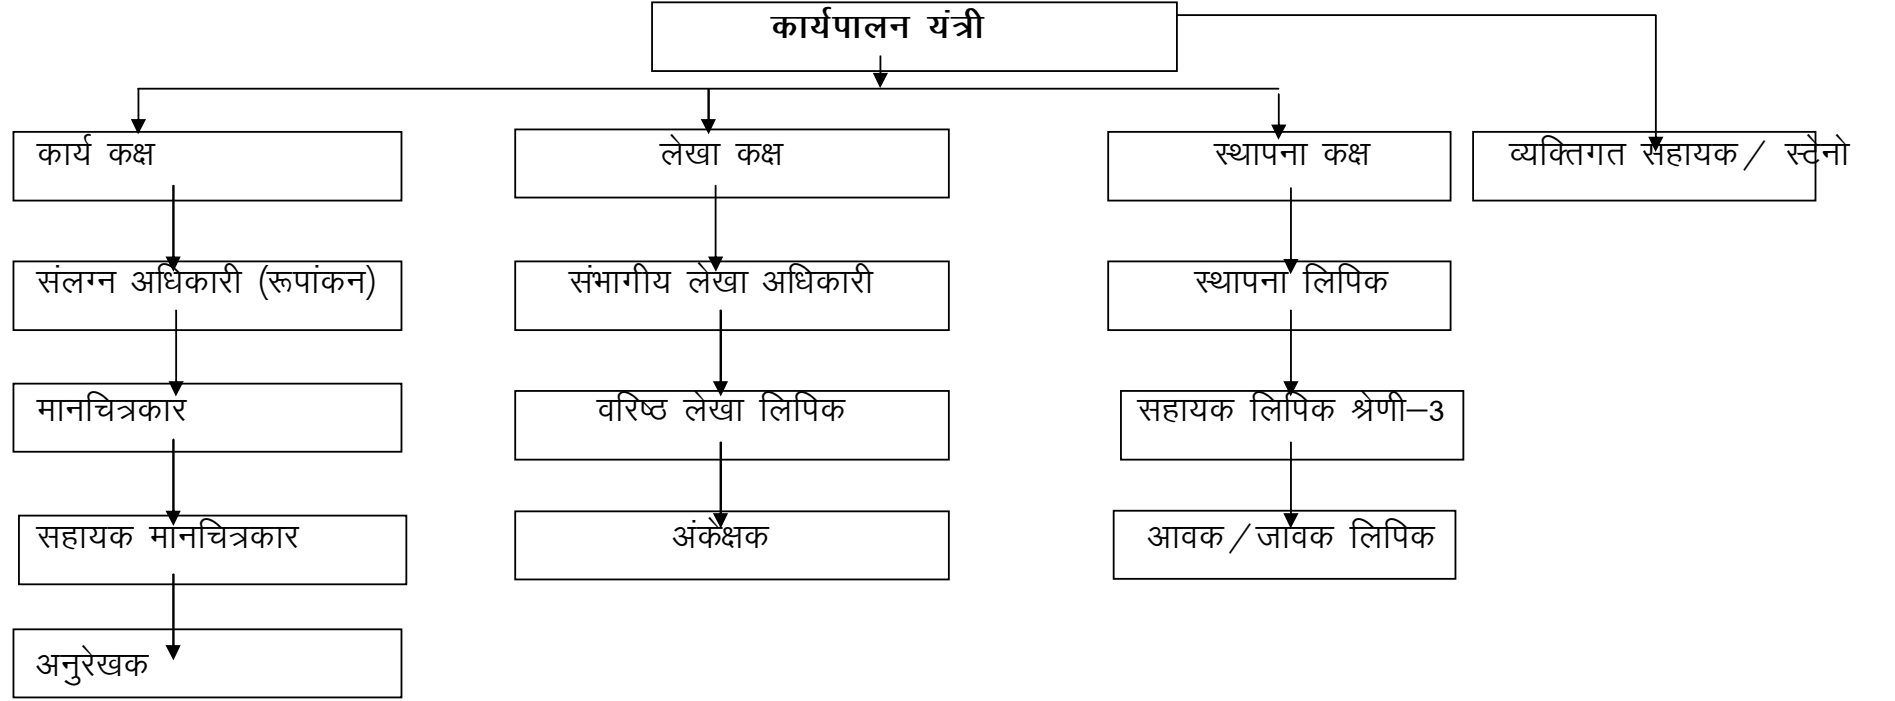 कार्यपालन यंत्री
कार्य कक्ष
लेखा कक्ष
स्थापना कक्ष
व्यक्तिगत सहायक / स्टेनो
संलग्न अधिकारी (रूपांकन)
संभागीय लेखा अधिकारी
स्थापना लिपिक
मानचित्रकार
वरिष्ठ लेखा लिपिक
सहायक लिपिक श्रेणी–3
सहायक मानचित्रकार
अंकेक्षक
आवक / जावक लिपिक
अनुरेखक